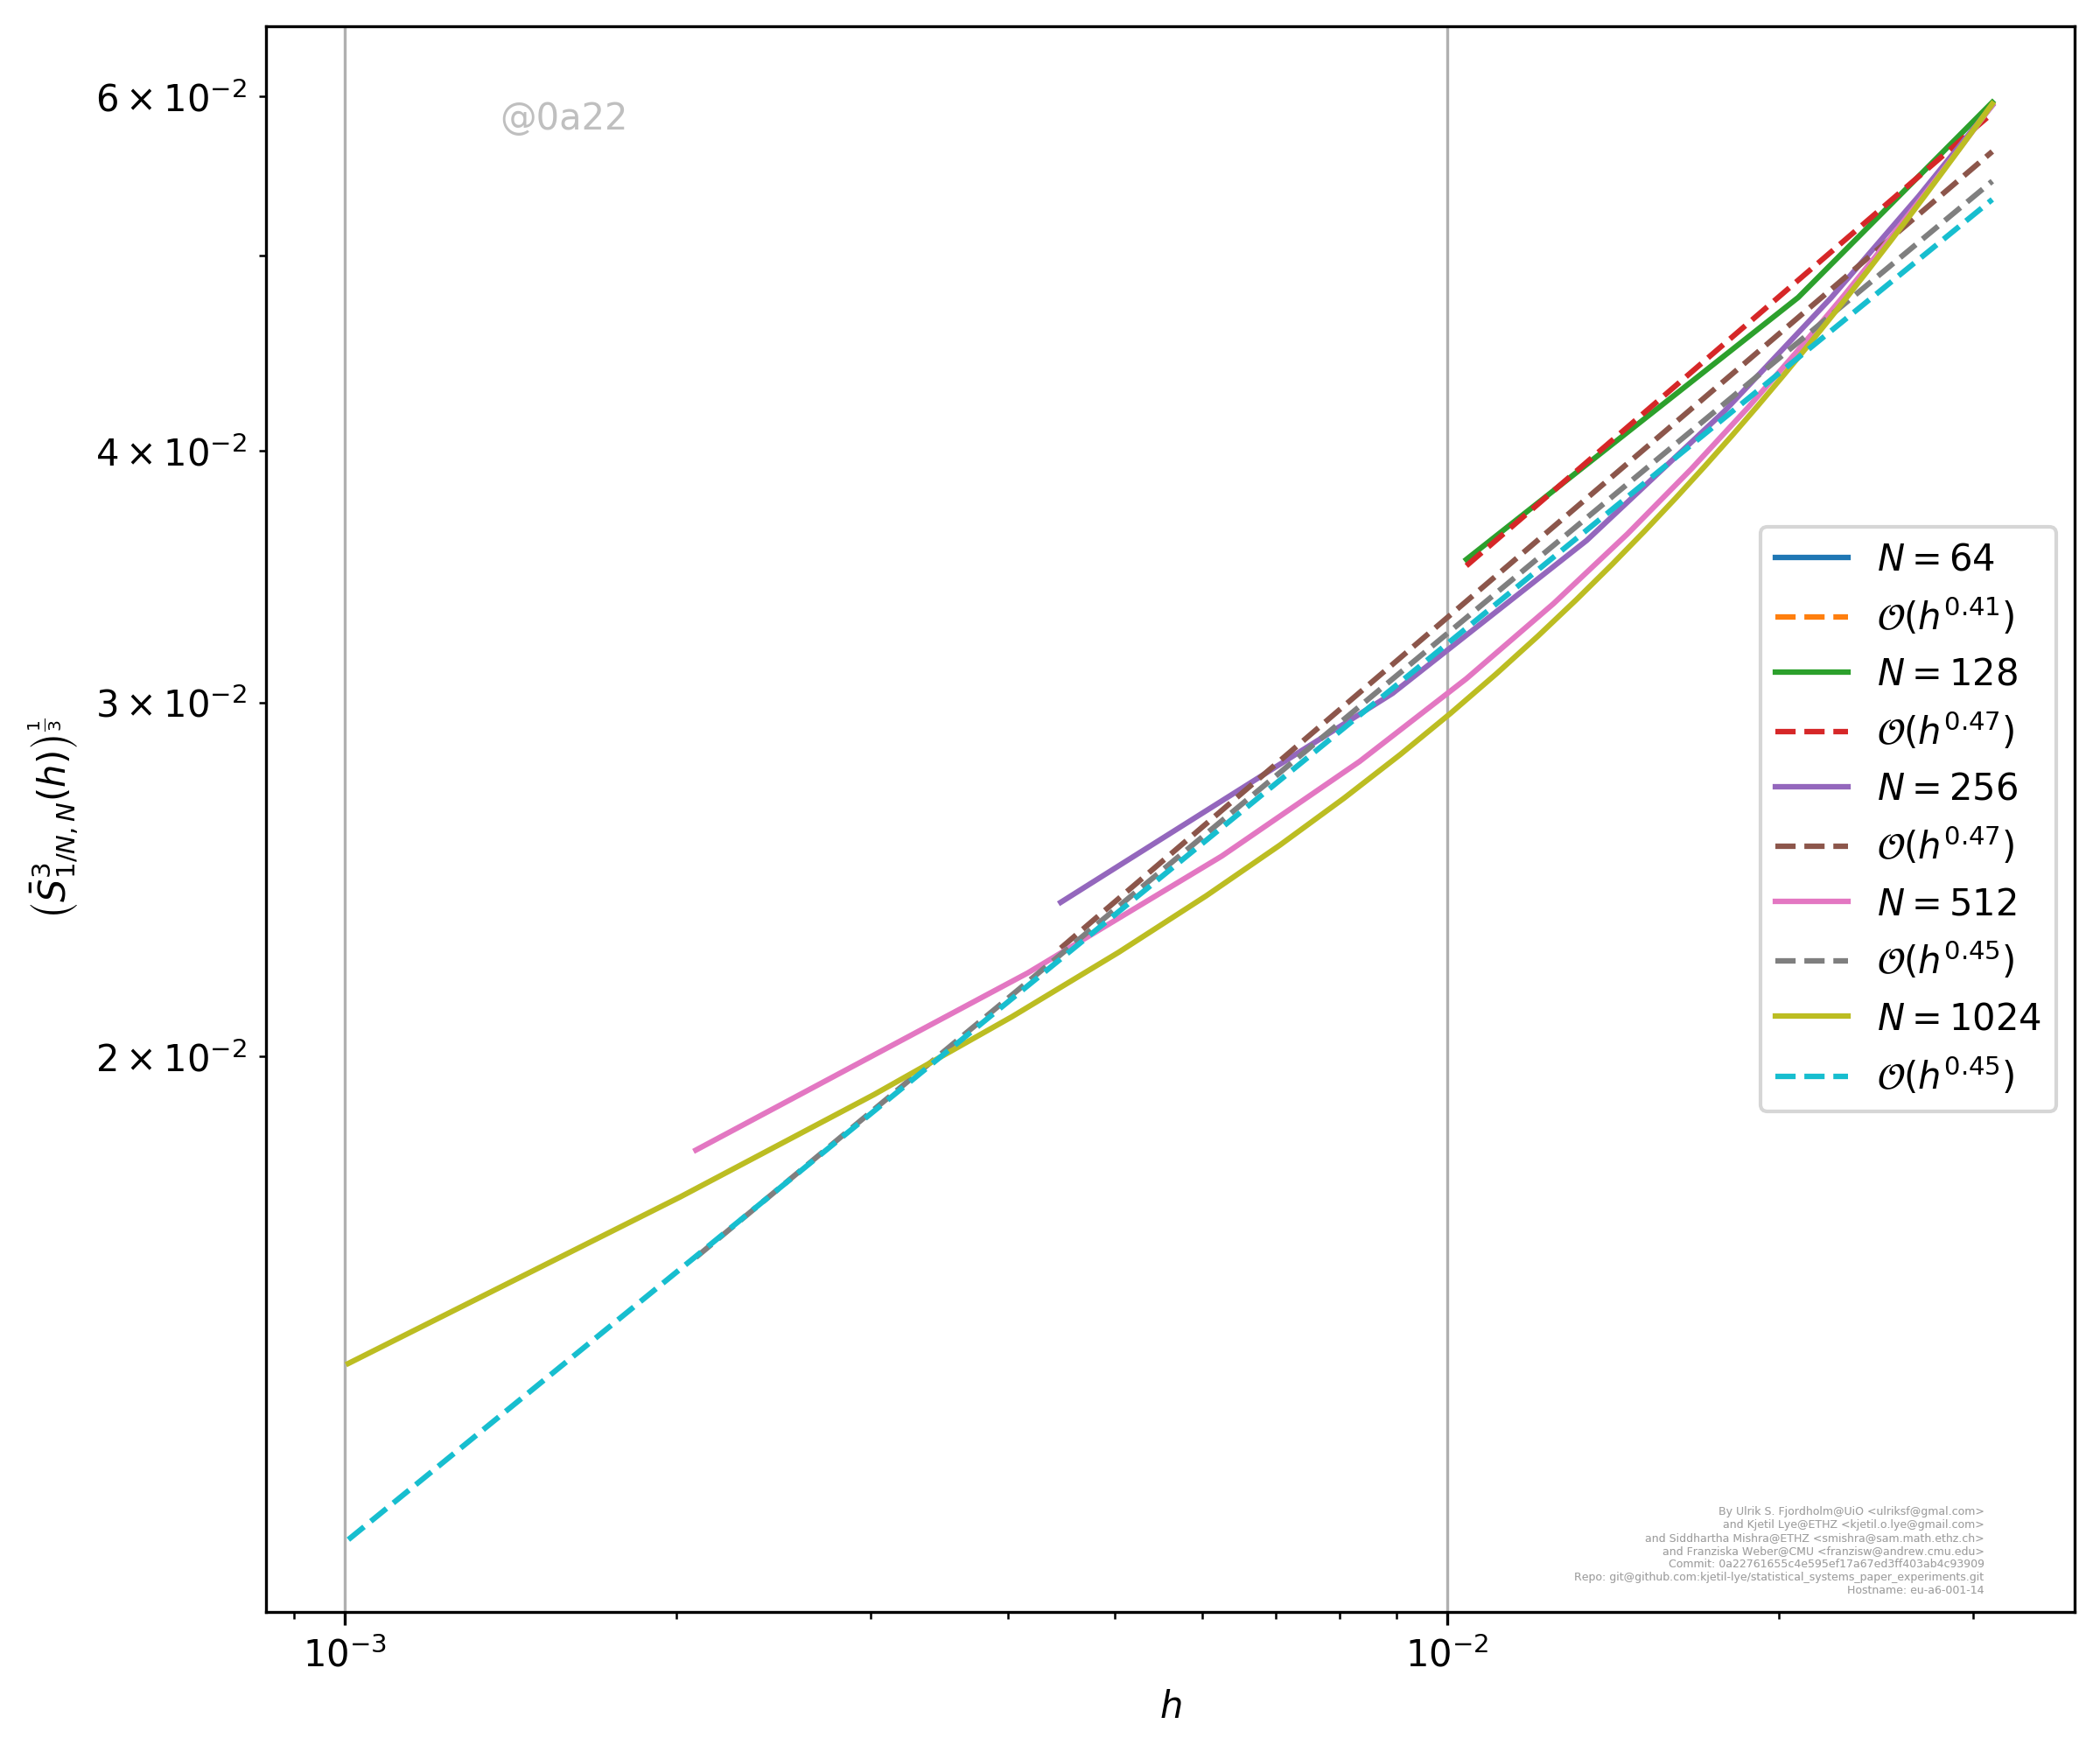 @0a22
6 × 10⁻²
4 × 10⁻²
3 × 10⁻²
2 × 10⁻²
(S̄³₁/N,N(h))^(1/3)
N = 64
𝒪(h^0.41)
N = 128
𝒪(h^0.47)
N = 256
𝒪(h^0.47)
N = 512
𝒪(h^0.45)
N = 1024
𝒪(h^0.45)
By Ulrik S. Fjordholm@UiO <ulriksf@gmal.com>
and Kjetil Lye@ETHZ <kjetil.o.lye@gmail.com>
and Siddhartha Mishra@ETHZ <smishra@sam.math.ethz.ch>
and Franziska Weber@CMU <franzisw@andrew.cmu.edu>
Commit: 0a22761655c4e595ef17a67ed3ff403ab4c93909
Repo: git@github.com:kjetil-lye/statistical_systems_paper_experiments.git
Hostname: eu-a6-001-14
10⁻³
10⁻²
h